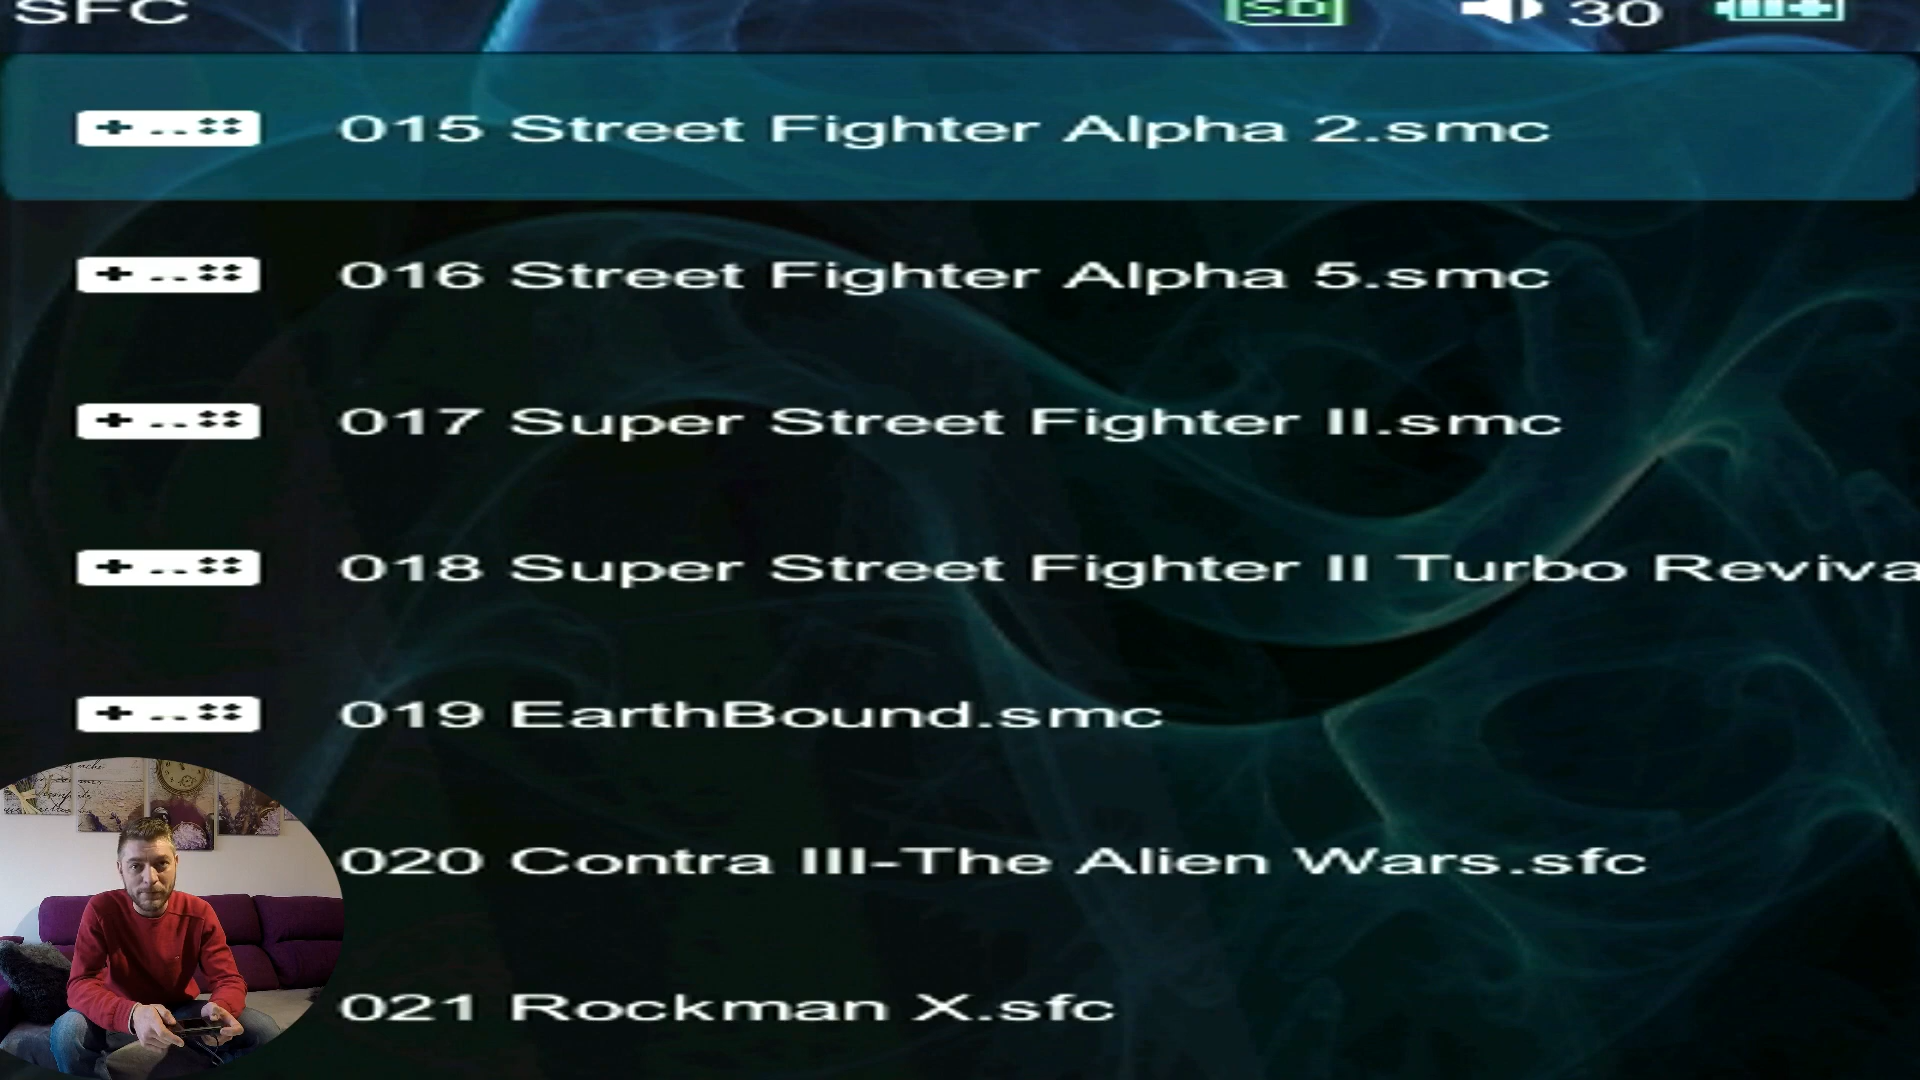 SFC
SD
30
015 Street Fighter Alpha 2.smc
016 Street Fighter Alpha 5.smc
017 Super Street Fighter II.smc
018 Super Street Fighter II Turbo Reviva
019 EarthBound.smc
020 Contra III-The Alien Wars.sfc
021 Rockman X.sfc